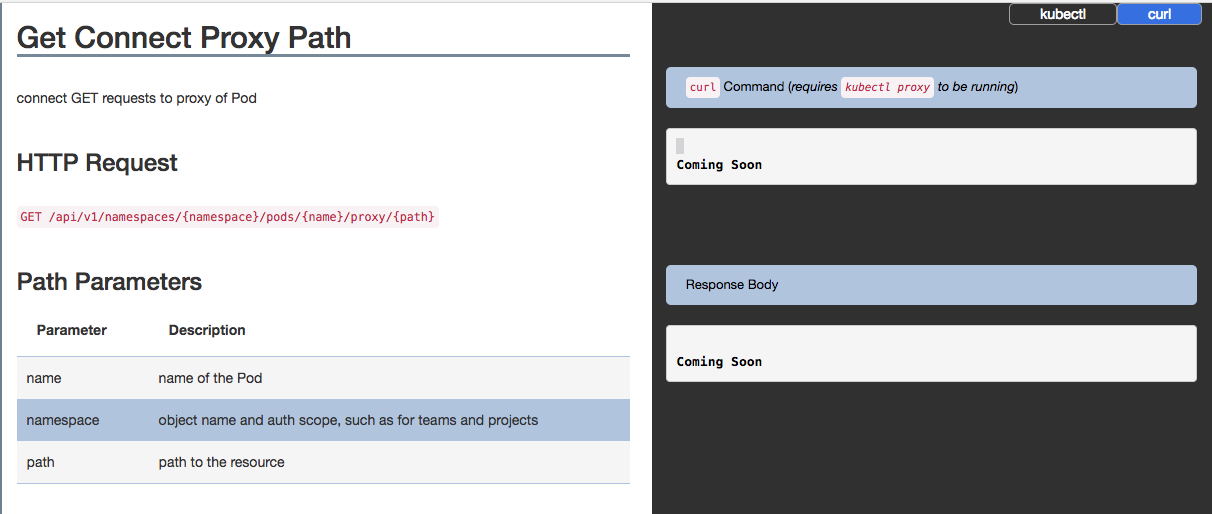 Get Connect Proxy Path
connect GET requests to proxy of Pod
HTTP Request
GET /api/v1/namespaces/{namespace}/pods/{name}/proxy/{path}
Path Parameters
Parameter Description
name name of the Pod
namespace object name and auth scope, such as for teams and projects
path path to the resource
kubectl curl
curl Command (requires kubectl proxy to be running)
Coming Soon
Response Body
Coming Soon